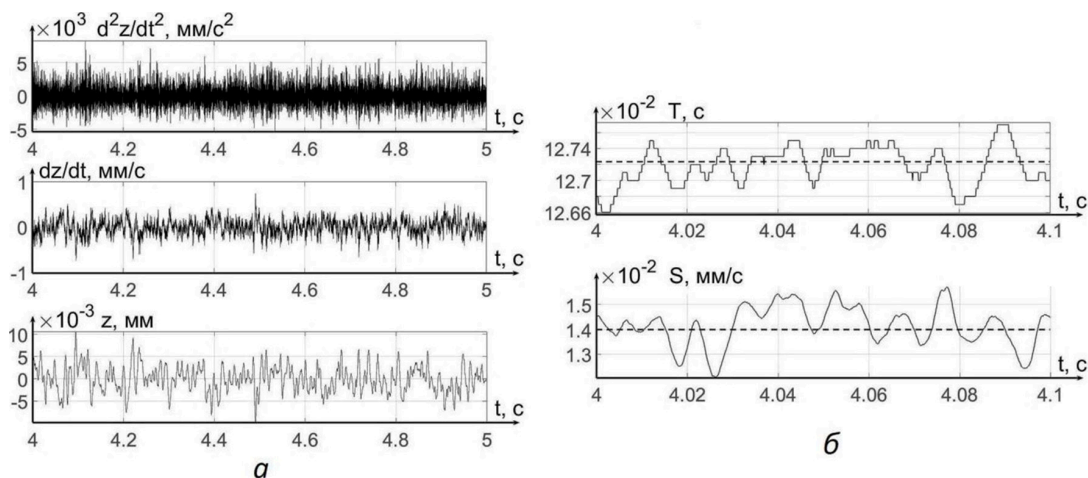 ×10³ d²z/dt², мм/с²
5
0
-5
t, с
4 4.2 4.4 4.6 4.8 5
dz/dt, мм/с
1
0
-1
t, с
4 4.2 4.4 4.6 4.8 5
×10⁻³ z, мм
10
5
0
-5
t, с
4 4.2 4.4 4.6 4.8 5
а
×10⁻² T, с
12.74
12.7
12.66
t, с
4 4.02 4.04 4.06 4.08 4.1
×10⁻² S, мм/с
1.5
1.4
1.3
t, с
4 4.02 4.04 4.06 4.08 4.1
б